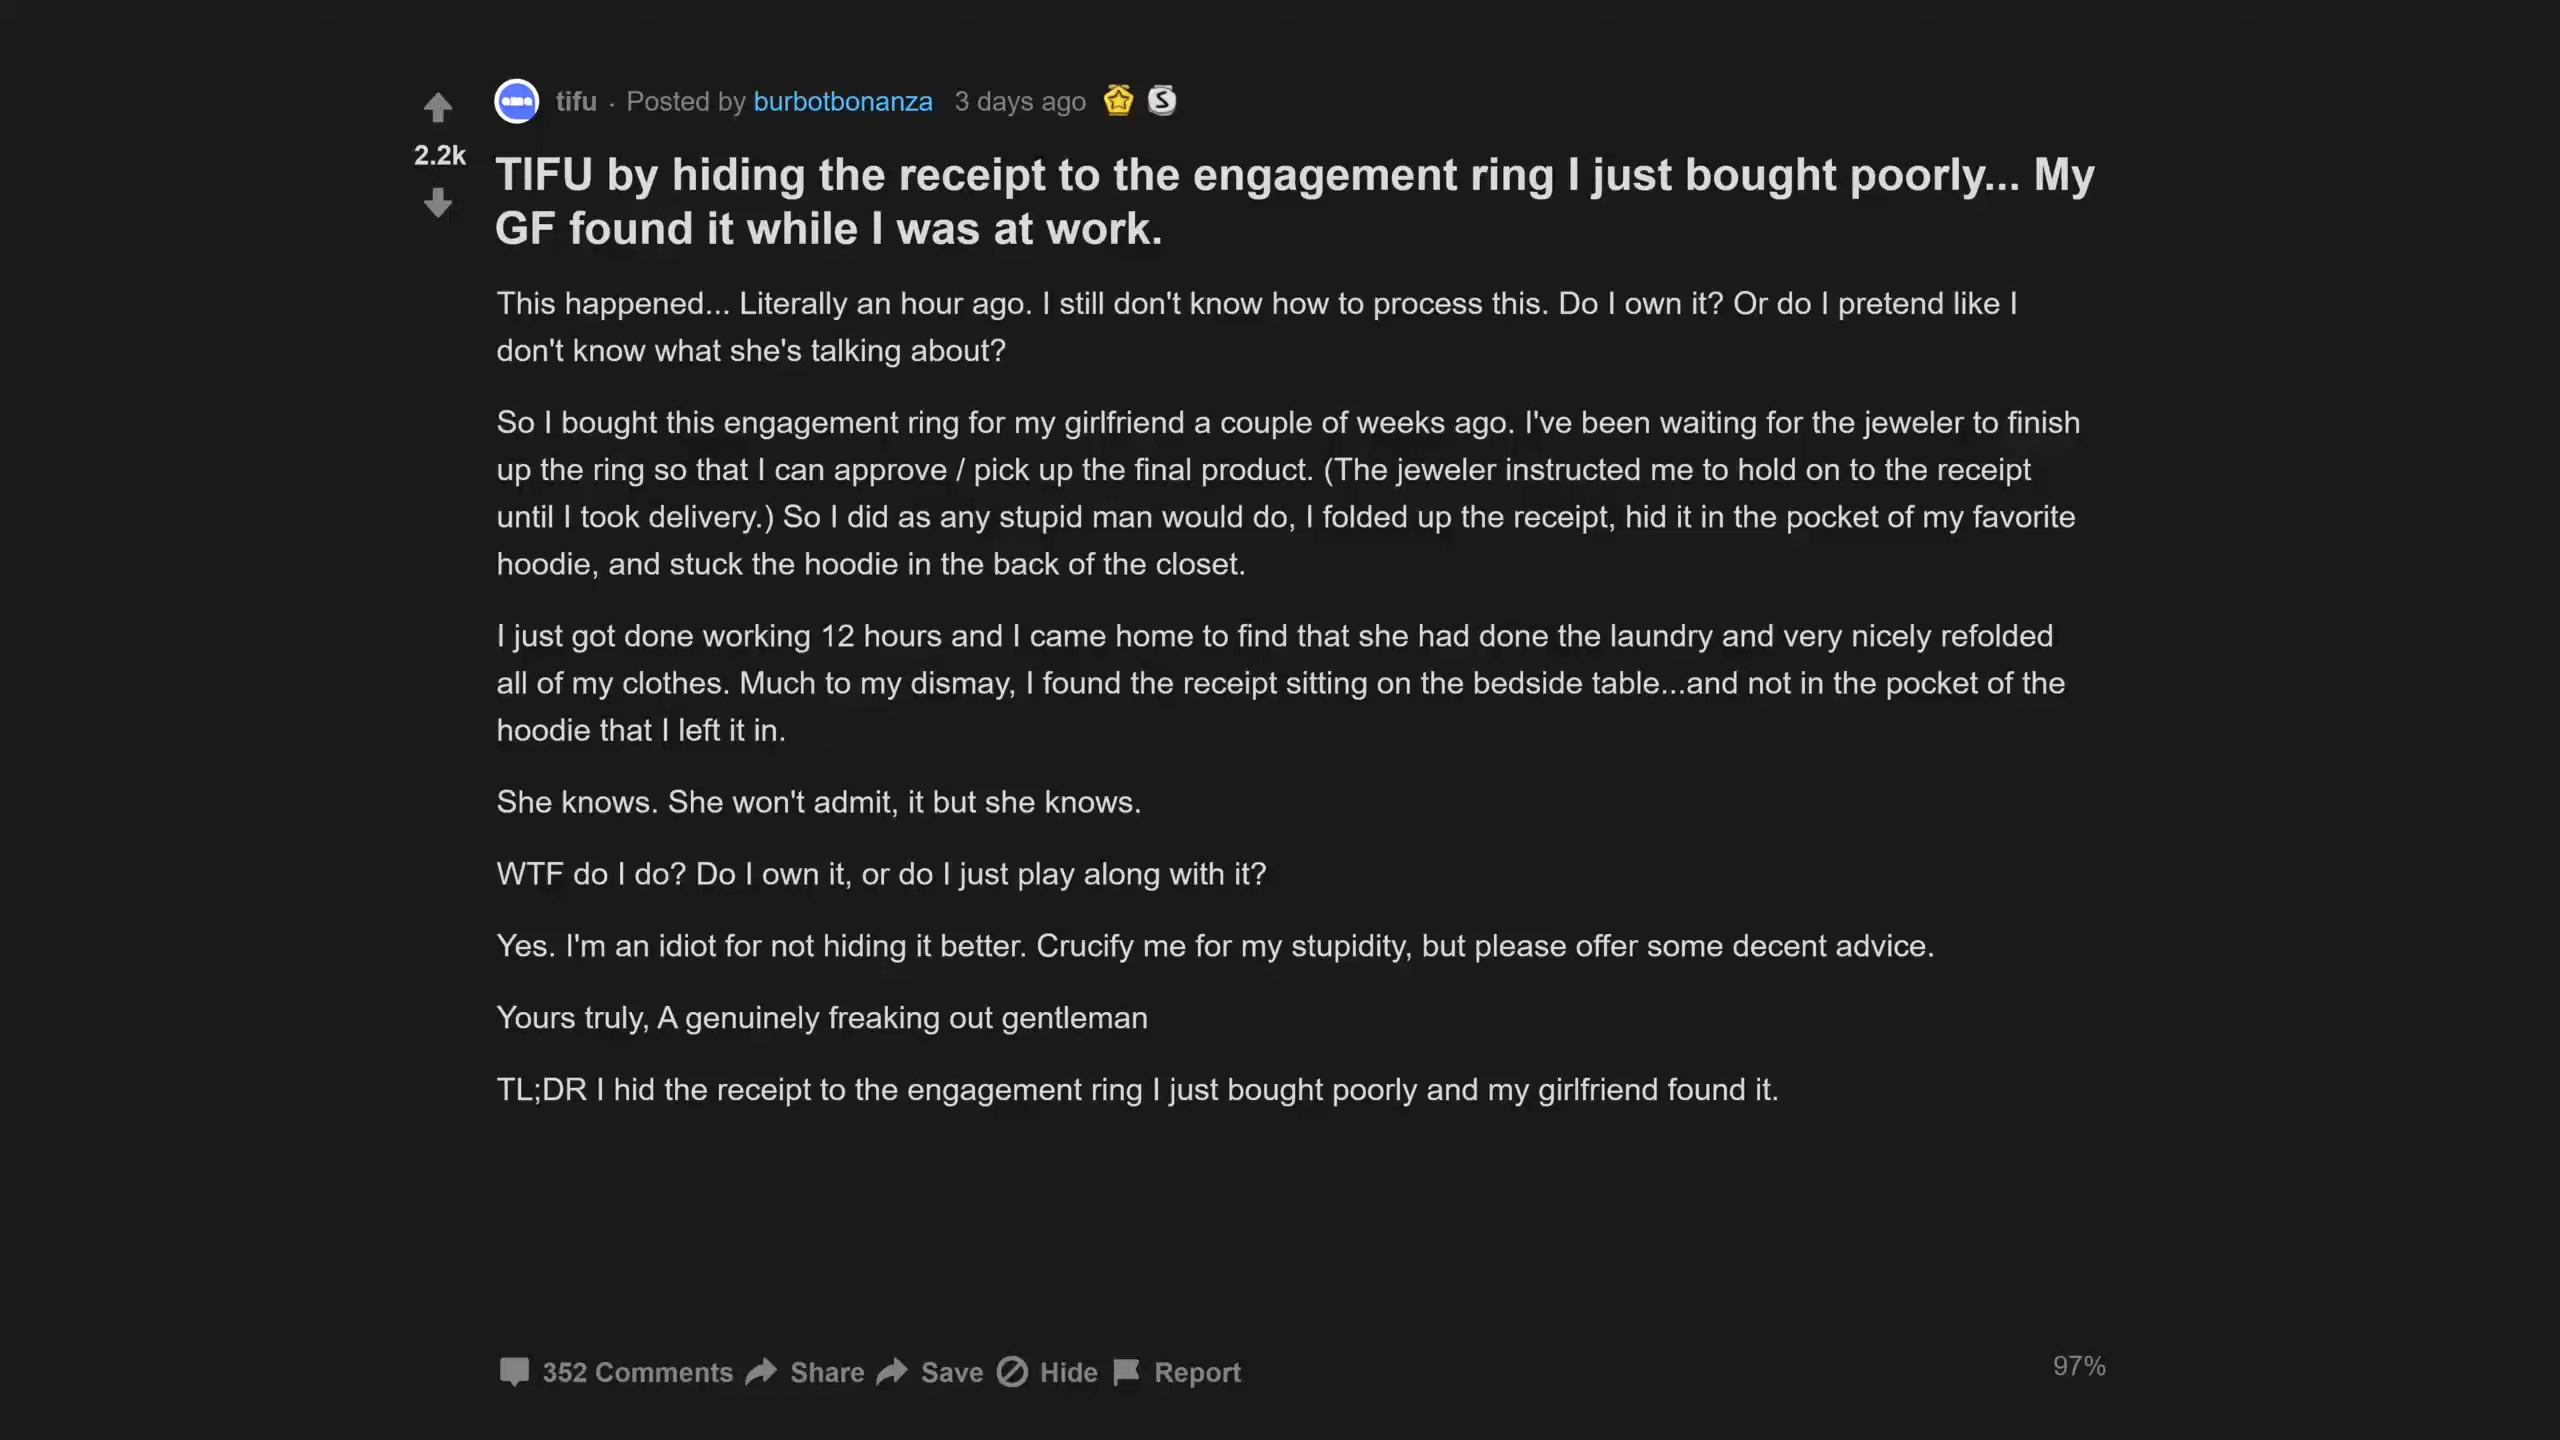 tifu · Posted by burbotbonanza 3 days ago
2.2k
TIFU by hiding the receipt to the engagement ring I just bought poorly... My
GF found it while I was at work.
This happened... Literally an hour ago. I still don't know how to process this. Do I own it? Or do I pretend like I
don't know what she's talking about?
So I bought this engagement ring for my girlfriend a couple of weeks ago. I've been waiting for the jeweler to finish
up the ring so that I can approve / pick up the final product. (The jeweler instructed me to hold on to the receipt
until I took delivery.) So I did as any stupid man would do, I folded up the receipt, hid it in the pocket of my favorite
hoodie, and stuck the hoodie in the back of the closet.
I just got done working 12 hours and I came home to find that she had done the laundry and very nicely refolded
all of my clothes. Much to my dismay, I found the receipt sitting on the bedside table...and not in the pocket of the
hoodie that I left it in.
She knows. She won't admit, it but she knows.
WTF do I do? Do I own it, or do I just play along with it?
Yes. I'm an idiot for not hiding it better. Crucify me for my stupidity, but please offer some decent advice.
Yours truly, A genuinely freaking out gentleman
TL;DR I hid the receipt to the engagement ring I just bought poorly and my girlfriend found it.
352 Comments Share Save Hide Report
97%